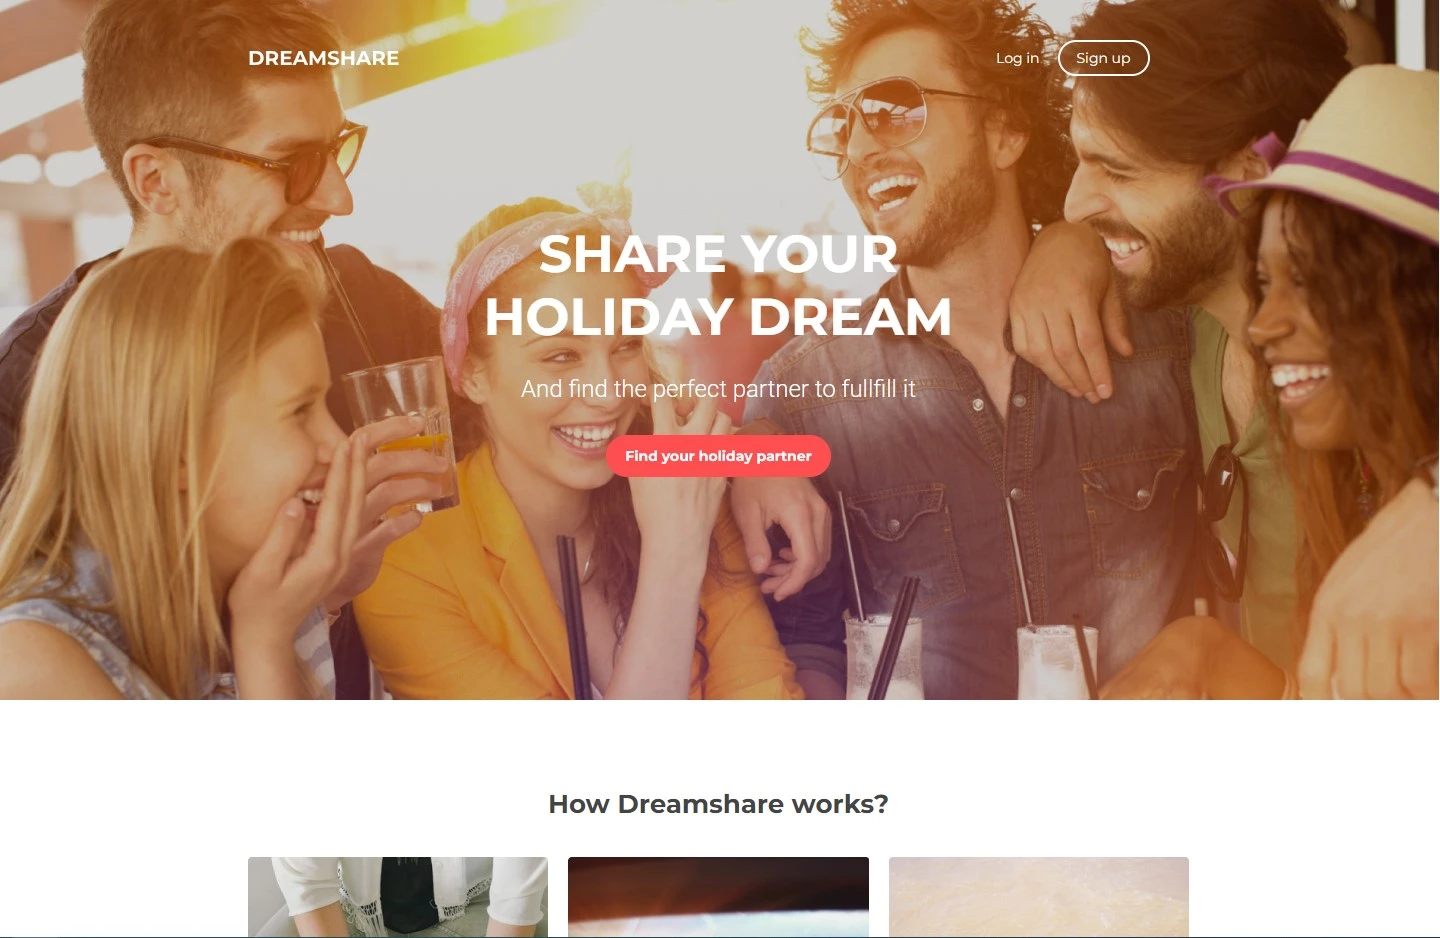 DREAMSHARE
Log in
Sign up
SHARE YOUR
HOLIDAY DREAM
And find the perfect partner to fullfill it
Find your holiday partner
How Dreamshare works?